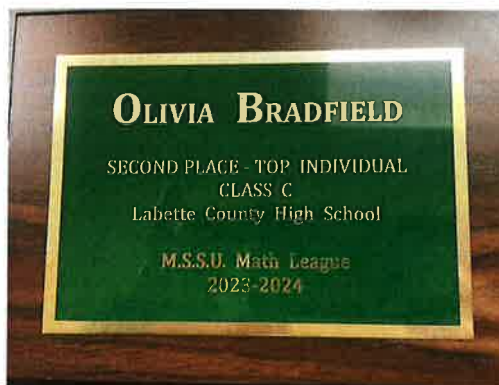 OLIVIA BRADFIELD
SECOND PLACE - TOP INDIVIDUAL
CLASS C
Labette County High School
M.S.S.U. Math League
2023-2024